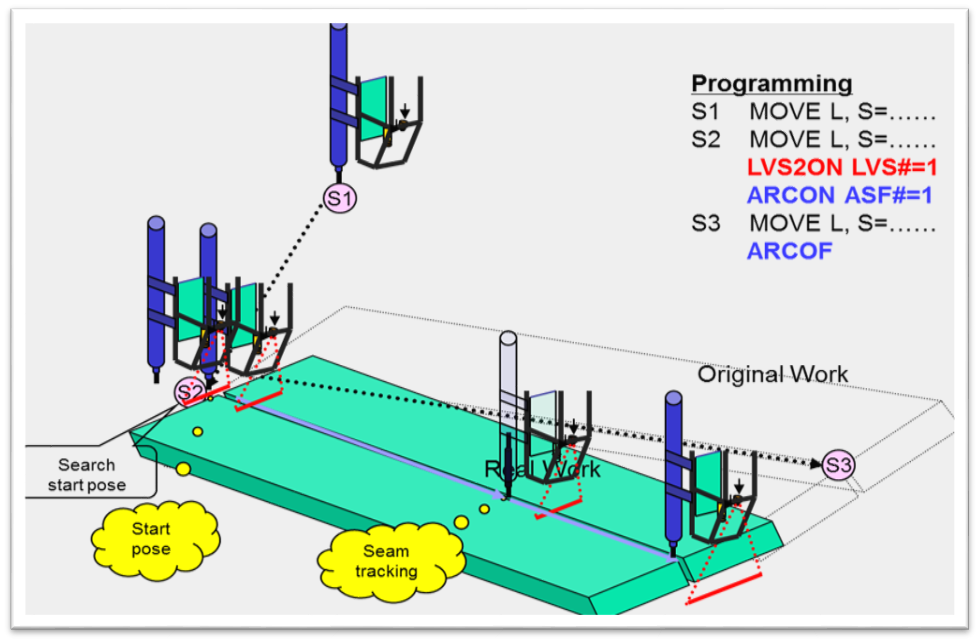 Programming
S1 MOVE L, S=......
S2 MOVE L, S=......
LVS2ON LVS#=1
ARCON ASF#=1
S3 MOVE L, S=......
ARCOF
S1
S2
Original Work
S3
Real Work
Search
start pose
Start
pose
Seam
tracking